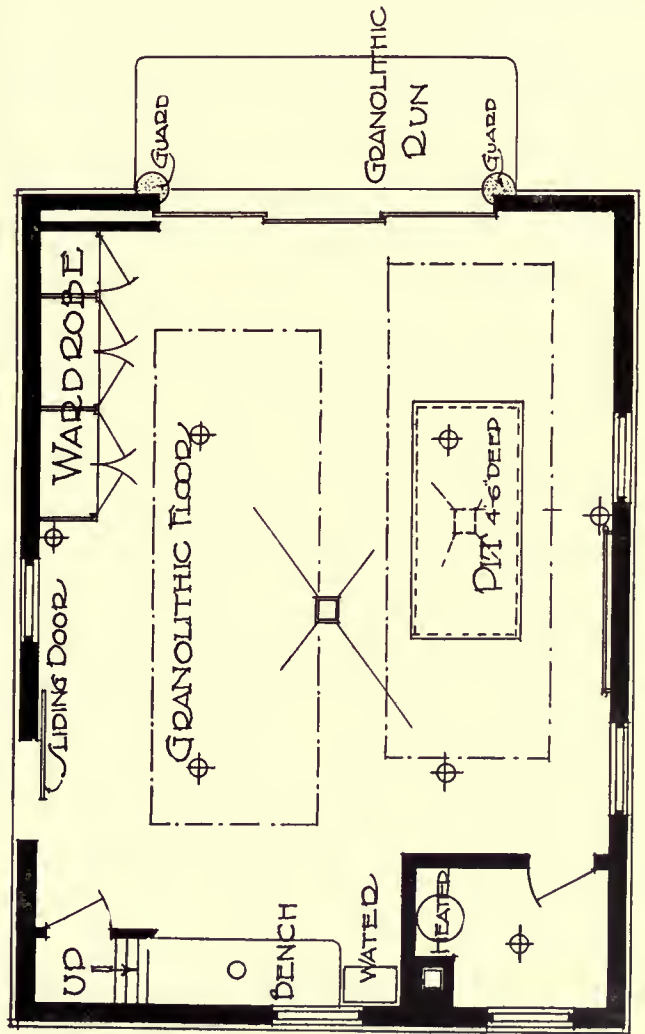 UP
SLIDING DOOR
WARDROBE
GUARD
GRANOLITHIC FLOOR
BENCH
WATER
GRANOLITHIC
RUN
HEATER
PIT 4'-6" DEEP
GUARD